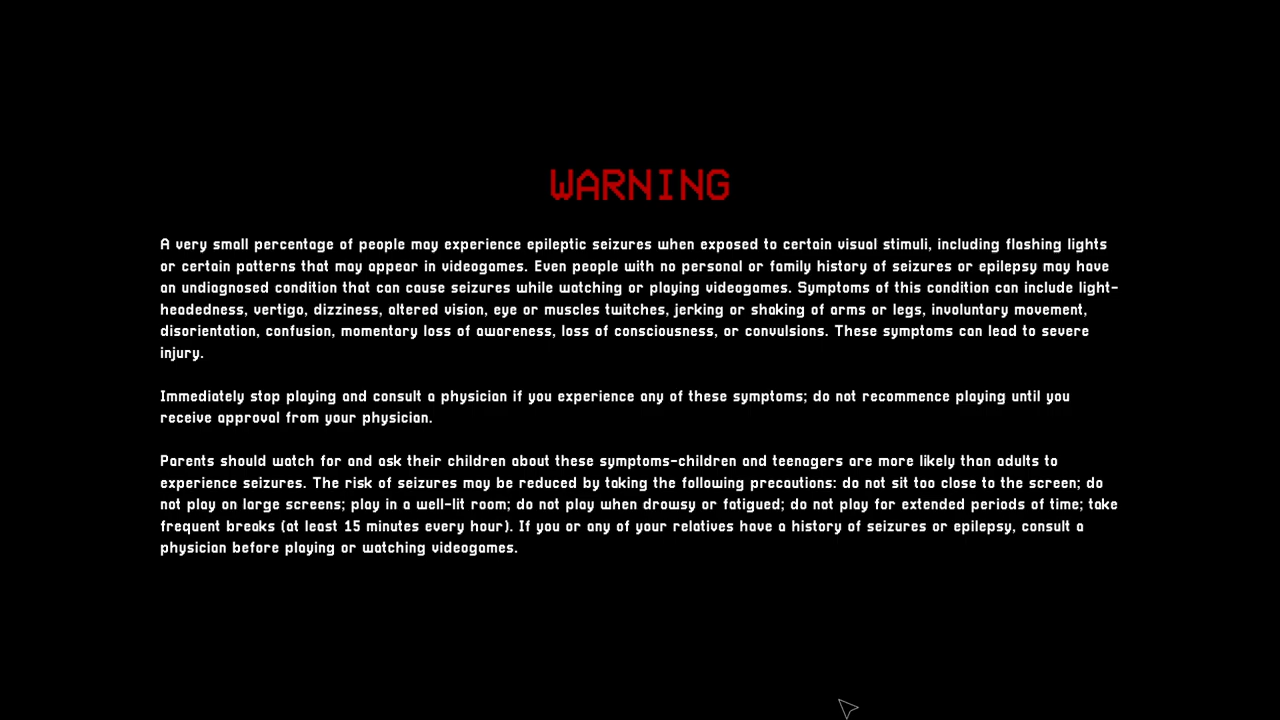 WARNING
A very small percentage of people may experience epileptic seizures when exposed to certain visual stimuli, including flashing lights
or certain patterns that may appear in videogames. Even people with no personal or family history of seizures or epilepsy may have
an undiagnosed condition that can cause seizures while watching or playing videogames. Symptoms of this condition can include light-
headedness, vertigo, dizziness, altered vision, eye or muscles twitches, jerking or shaking of arms or legs, involuntary movement,
disorientation, confusion, momentary loss of awareness, loss of consciousness, or convulsions. These symptoms can lead to severe
injury.
Immediately stop playing and consult a physician if you experience any of these symptoms; do not recommence playing until you
receive approval from your physician.
Parents should watch for and ask their children about these symptoms-children and teenagers are more likely than adults to
experience seizures. The risk of seizures may be reduced by taking the following precautions: do not sit too close to the screen; do
not play on large screens; play in a well-lit room; do not play when drowsy or fatigued; do not play for extended periods of time; take
frequent breaks (at least 15 minutes every hour). If you or any of your relatives have a history of seizures or epilepsy, consult a
physician before playing or watching videogames.